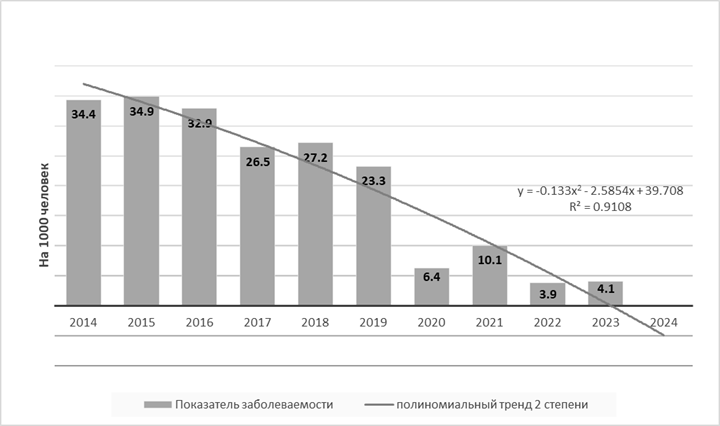 На 1000 человек
34.4
34.9
32.9
26.5
27.2
23.3
6.4
10.1
3.9
4.1
y = -0.133x² - 2.5854x + 39.708
R² = 0.9108
2014 2015 2016 2017 2018 2019 2020 2021 2022 2023 2024
Показатель заболеваемости полиномиальный тренд 2 степени